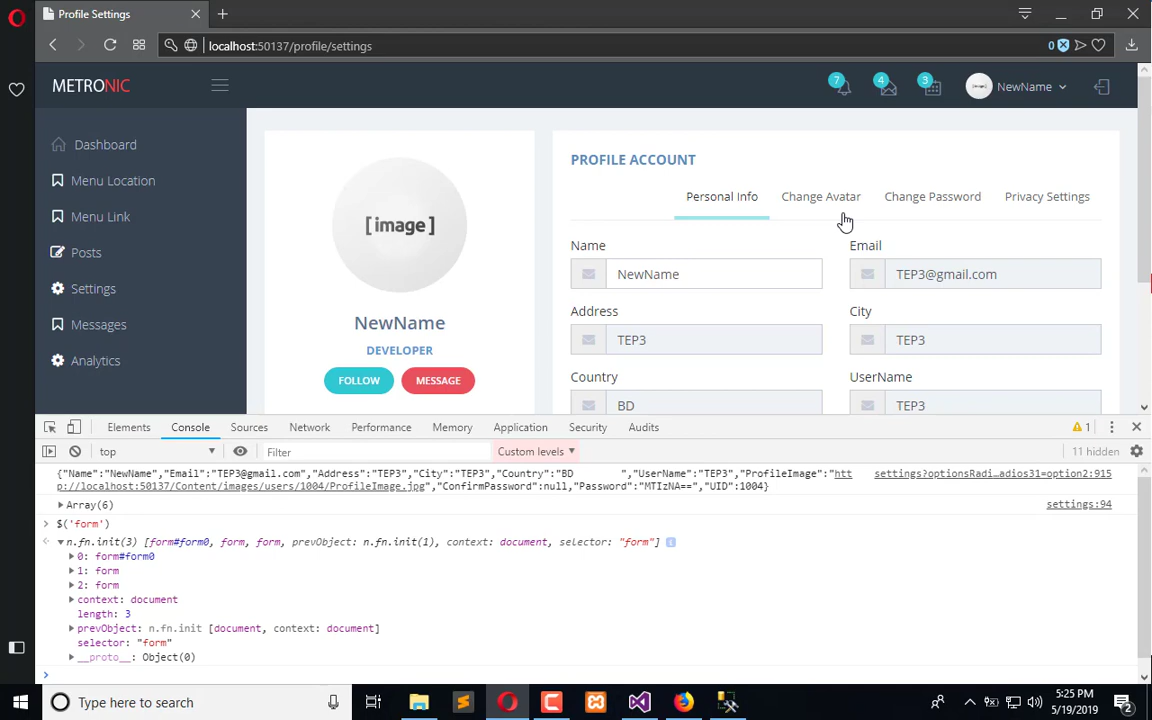 Profile Settings
localhost:50137/profile/settings
0
METRONIC
7
4
3
NewName
Dashboard
Menu Location
Menu Link
Posts
Settings
Messages
Analytics
[image]
NewName
DEVELOPER
FOLLOW MESSAGE
PROFILE ACCOUNT
Personal Info Change Avatar Change Password Privacy Settings
Name Email
NewName TEP3@gmail.com
Address City
TEP3 TEP3
Country UserName
BD TEP3
Elements Console Sources Network Performance Memory Application Security Audits 1
top Filter Custom levels 11 hidden
{"Name":"NewName","Email":"TEP3@gmail.com","Address":"TEP3","City":"TEP3","Country":"BD ","UserName":"TEP3","ProfileImage":"htt settings?optionsRadi…adios31=option2:915
p://localhost:50137/Content/images/users/1004/ProfileImage.jpg","ConfirmPassword":null,"Password":"MTIzNA==","UID":1004}
Array(6) settings:94
$('form')
n.fn.init(3) [form#form0, form, form, prevObject: n.fn.init(1), context: document, selector: "form"]
0: form#form0
1: form
2: form
context: document
length: 3
prevObject: n.fn.init [document, context: document]
selector: "form"
__proto__: Object(0)
Type here to search
5:25 PM
5/19/2019
2